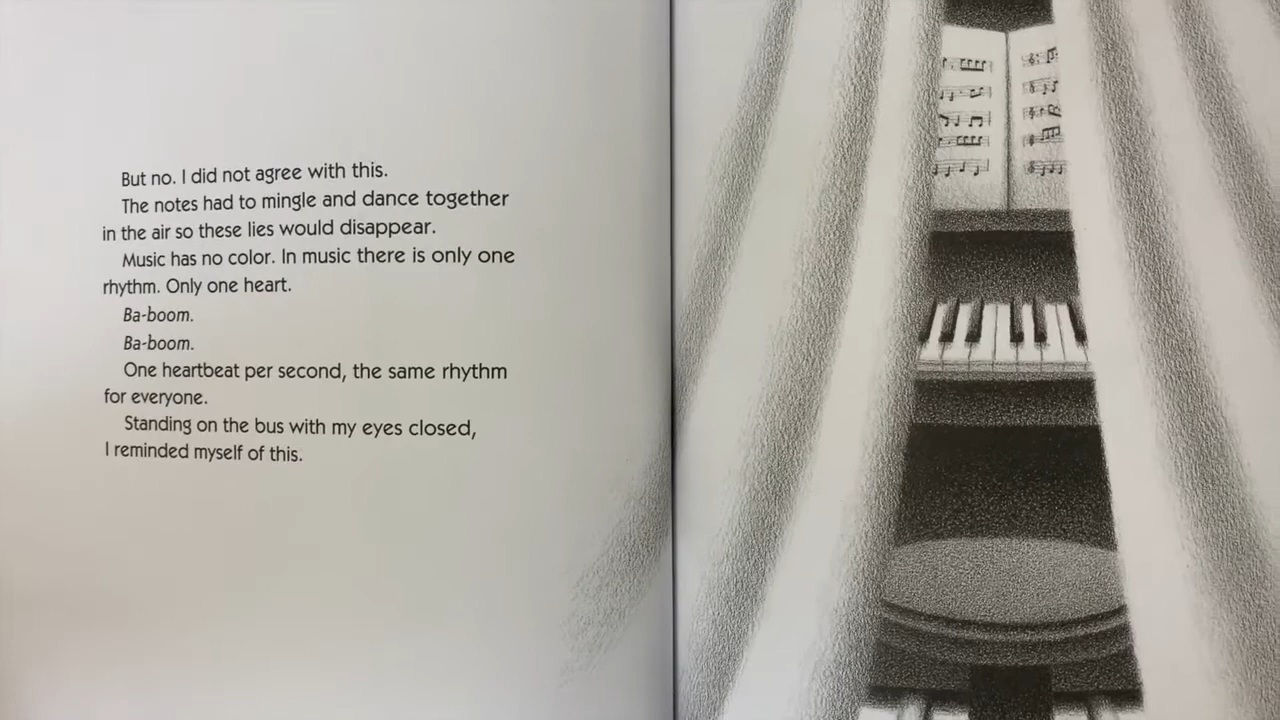 But no. I did not agree with this.
The notes had to mingle and dance together
in the air so these lies would disappear.
Music has no color. In music there is only one
rhythm. Only one heart.
Ba-boom.
Ba-boom.
One heartbeat per second, the same rhythm
for everyone.
Standing on the bus with my eyes closed,
I reminded myself of this.